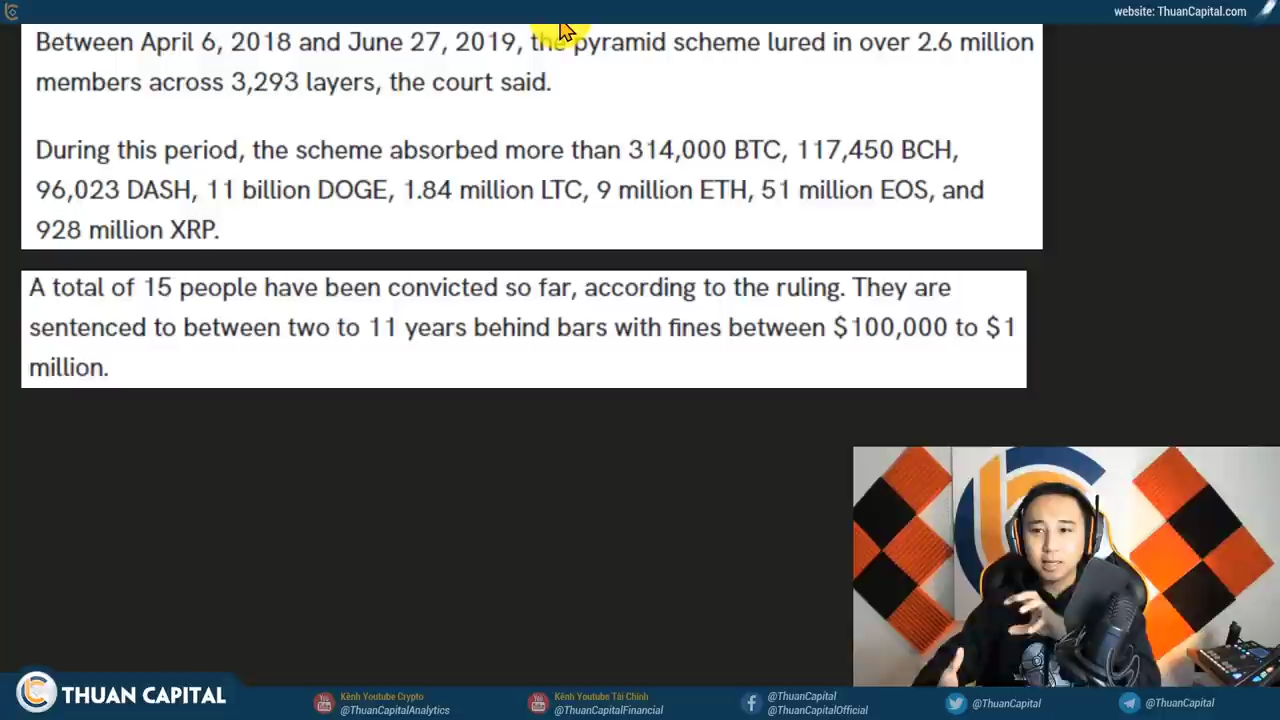 website: ThuanCapital.com
Between April 6, 2018 and June 27, 2019, the pyramid scheme lured in over 2.6 million
members across 3,293 layers, the court said.
During this period, the scheme absorbed more than 314,000 BTC, 117,450 BCH,
96,023 DASH, 11 billion DOGE, 1.84 million LTC, 9 million ETH, 51 million EOS, and
928 million XRP.
A total of 15 people have been convicted so far, according to the ruling. They are
sentenced to between two to 11 years behind bars with fines between $100,000 to $1
million.
THUAN CAPITAL
Kênh Youtube Crypto
@ThuanCapitalAnalytics
Kênh Youtube Tài Chính
@ThuanCapitalFinancial
@ThuanCapital
@ThuanCapitalOfficial
@ThuanCapital
@ThuanCapital